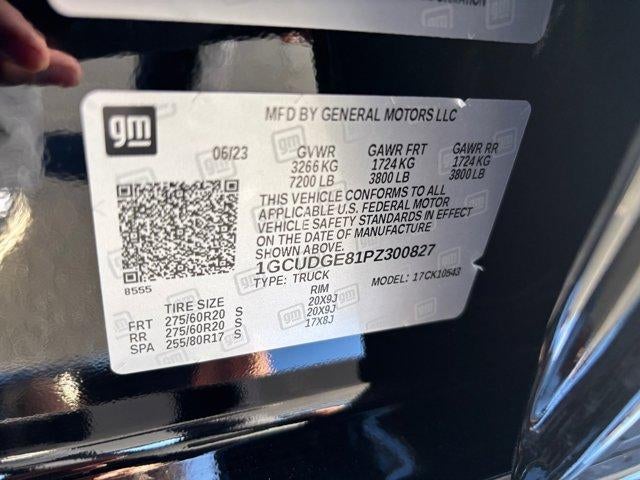 INFORMATION
gm
MFD BY GENERAL MOTORS LLC
06/23 GVWR GAWR FRT GAWR RR
3266 KG 1724 KG 1724 KG
7200 LB 3800 LB 3800 LB
THIS VEHICLE CONFORMS TO ALL
APPLICABLE U.S. FEDERAL MOTOR
VEHICLE SAFETY STANDARDS IN EFFECT
ON THE DATE OF MANUFACTURE
SHOWN ABOVE.
1GCUDGE81PZ300827
8555
TYPE: TRUCK MODEL: 17CK10543
TIRE SIZE RIM
FRT 275/60R20 S 20X9J
RR 275/60R20 S 20X9J
SPA 255/80R17 S 17X8J